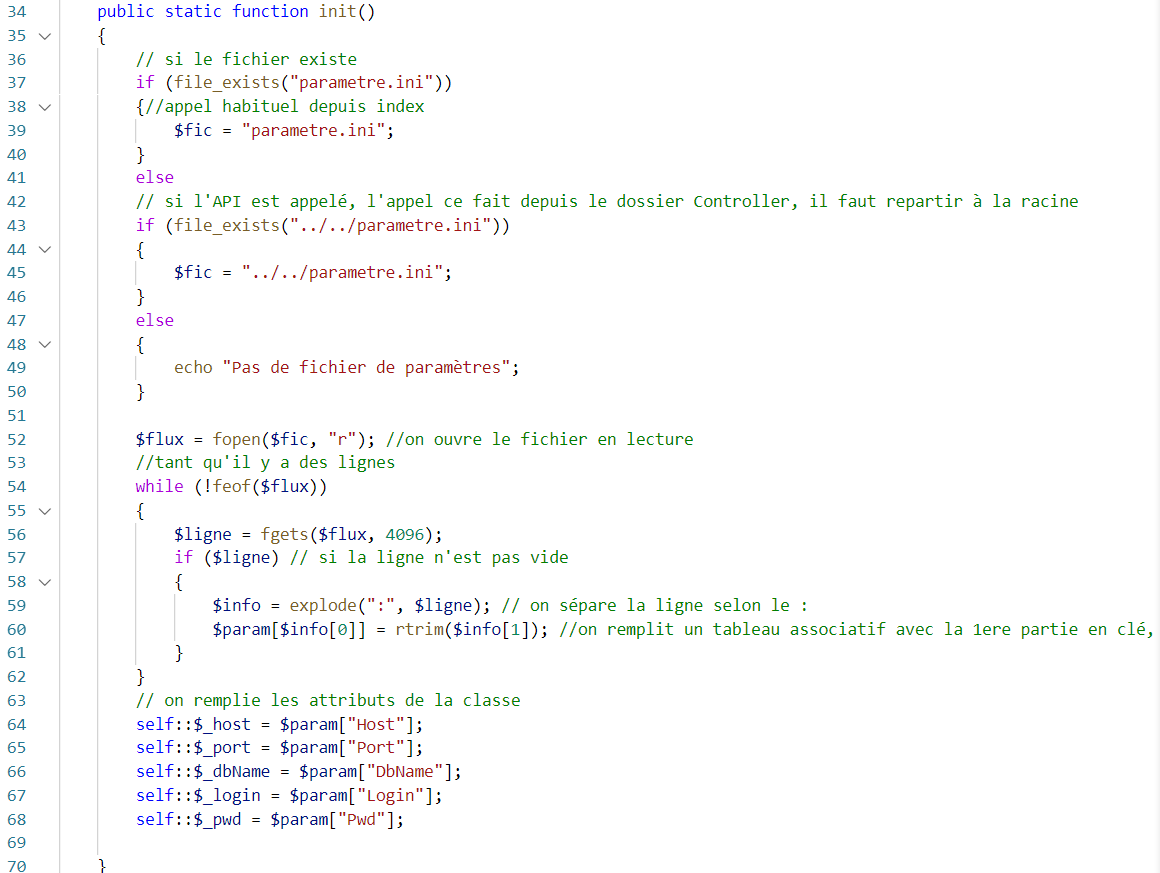 34 public static function init()
35 {
36 // si le fichier existe
37 if (file_exists("parametre.ini"))
38 {//appel habituel depuis index
39 $fic = "parametre.ini";
40 }
41 else
42 // si l'API est appelé, l'appel ce fait depuis le dossier Controller, il faut repartir à la racine
43 if (file_exists("../../parametre.ini"))
44 {
45 $fic = "../../parametre.ini";
46 }
47 else
48 {
49 echo "Pas de fichier de paramètres";
50 }
51
52 $flux = fopen($fic, "r"); //on ouvre le fichier en lecture
53 //tant qu'il y a des lignes
54 while (!feof($flux))
55 {
56 $ligne = fgets($flux, 4096);
57 if ($ligne) // si la ligne n'est pas vide
58 {
59 $info = explode(":", $ligne); // on sépare la ligne selon le :
60 $param[$info[0]] = rtrim($info[1]); //on remplit un tableau associatif avec la 1ere partie en clé,
61 }
62 }
63 // on remplie les attributs de la classe
64 self::$_host = $param["Host"];
65 self::$_port = $param["Port"];
66 self::$_dbName = $param["DbName"];
67 self::$_login = $param["Login"];
68 self::$_pwd = $param["Pwd"];
69
70 }